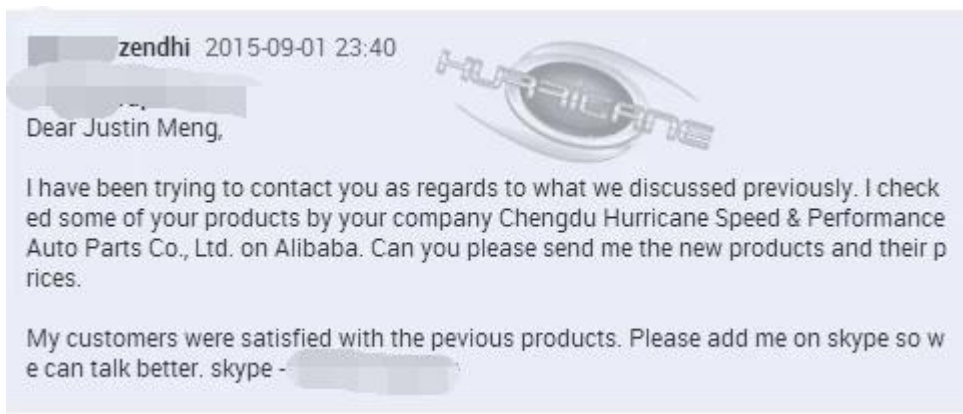 zendhi 2015-09-01 23:40
HURRICANE
Dear Justin Meng,
I have been trying to contact you as regards to what we discussed previously. I check
ed some of your products by your company Chengdu Hurricane Speed & Performance
Auto Parts Co., Ltd. on Alibaba. Can you please send me the new products and their p
rices.
My customers were satisfied with the pevious products. Please add me on skype so w
e can talk better. skype -